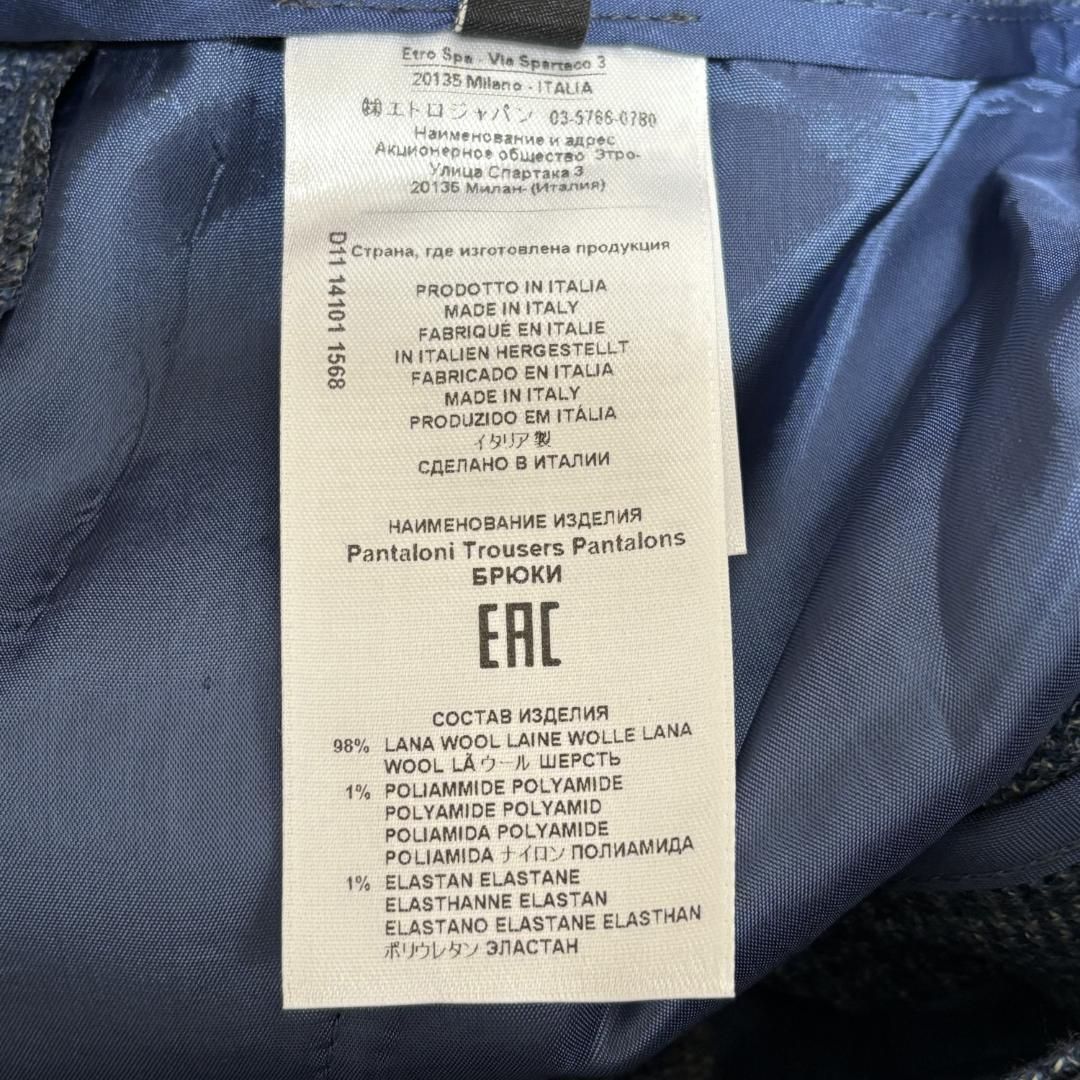 Etro Spa - Via Spartaco 3
20135 Milano - ITALIA
㈱エトロジャパン 03-5766-0780
Наименование и адрес
Акционерное общество Этро-
Улица Спартака 3
20135 Милан- (Италия)
Страна, где изготовлена продукция
D11 14101 1568
PRODOTTO IN ITALIA
MADE IN ITALY
FABRIQUÉ EN ITALIE
IN ITALIEN HERGESTELLT
FABRICADO EN ITALIA
MADE IN ITALY
PRODUZIDO EM ITÁLIA
イタリア製
СДЕЛАНО В ИТАЛИИ
НАИМЕНОВАНИЕ ИЗДЕЛИЯ
Pantaloni Trousers Pantalons
БРЮКИ
EAC
СОСТАВ ИЗДЕЛИЯ
98% LANA WOOL LAINE WOLLE LANA
WOOL LÃ ウール ШЕРСТЬ
1% POLIAMMIDE POLYAMIDE
POLYAMIDE POLYAMID
POLIAMIDA POLYAMIDE
POLIAMIDA ナイロン ПОЛИАМИДА
1% ELASTAN ELASTANE
ELASTHANNE ELASTAN
ELASTANO ELASTANE ELASTHAN
ポリウレタン ЭЛАСТАН